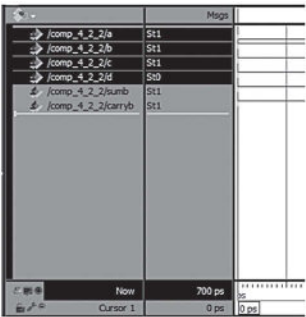 Msgs
/comp_4_2_2/a St1
/comp_4_2_2/b St1
/comp_4_2_2/c St1
/comp_4_2_2/d St0
/comp_4_2_2/sumb St1
/comp_4_2_2/carryb St1
Now 700 ps
ps
Cursor 1 0 ps 0 ps